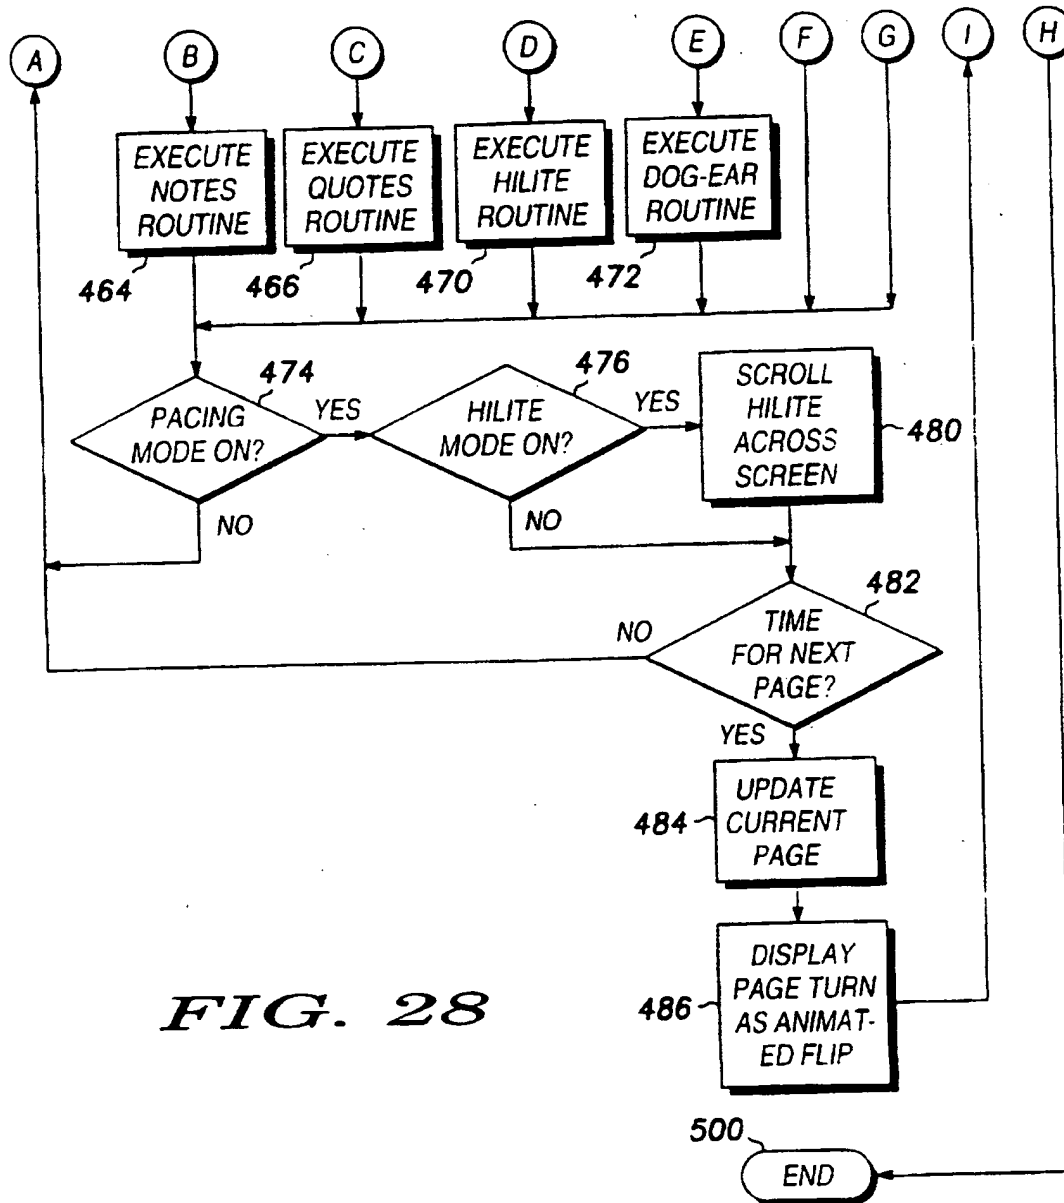 A
B
C
D
E
F
G
I
H
EXECUTE
NOTES
ROUTINE
EXECUTE
QUOTES
ROUTINE
EXECUTE
HILITE
ROUTINE
EXECUTE
DOG-EAR
ROUTINE
464
466
470
472
474
PACING
MODE ON?
YES
476
HILITE
MODE ON?
YES
SCROLL
HILITE
ACROSS
SCREEN
480
NO
NO
482
NO
TIME
FOR NEXT
PAGE?
YES
484
UPDATE
CURRENT
PAGE
486
DISPLAY
PAGE TURN
AS ANIMAT-
ED FLIP
FIG. 28
500
END